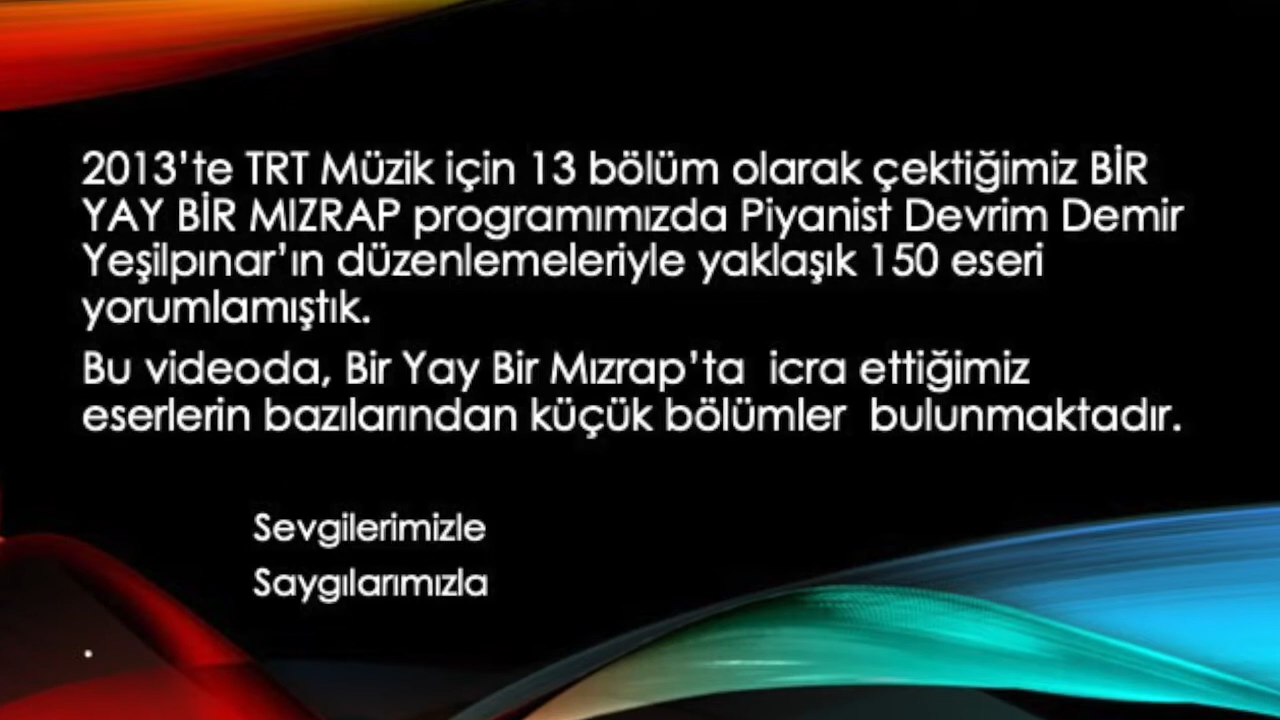 2013'te TRT Müzik için 13 bölüm olarak çektiğimiz BİR
YAY BİR MIZRAP programımızda Piyanist Devrim Demir
Yeşilpınar'ın düzenlemeleriyle yaklaşık 150 eseri
yorumlamıştık.
Bu videoda, Bir Yay Bir Mızrap'ta  icra ettiğimiz
eserlerin bazılarından küçük bölümler  bulunmaktadır.
Sevgilerimizle
Saygılarımızla